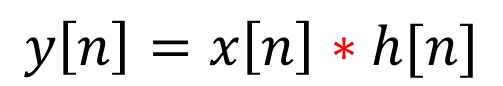 y[n] = x[n] * h[n]